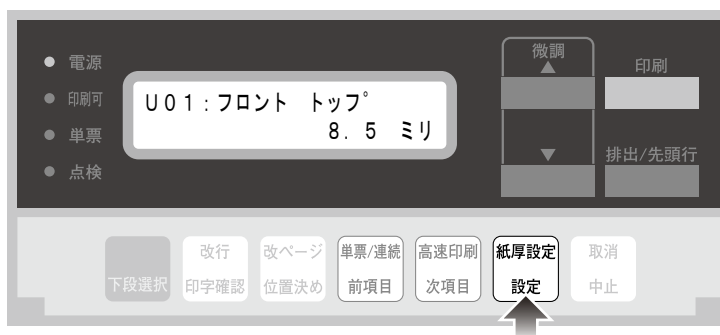 電源
印刷可
単票
点検
U01:フロント トップ
8.5 ミリ
微調
▲
▼
印刷
排出/先頭行
下段選択
改行
印字確認
改ページ
位置決め
単票/連続
前項目
高速印刷
次項目
紙厚設定
設定
取消
中止